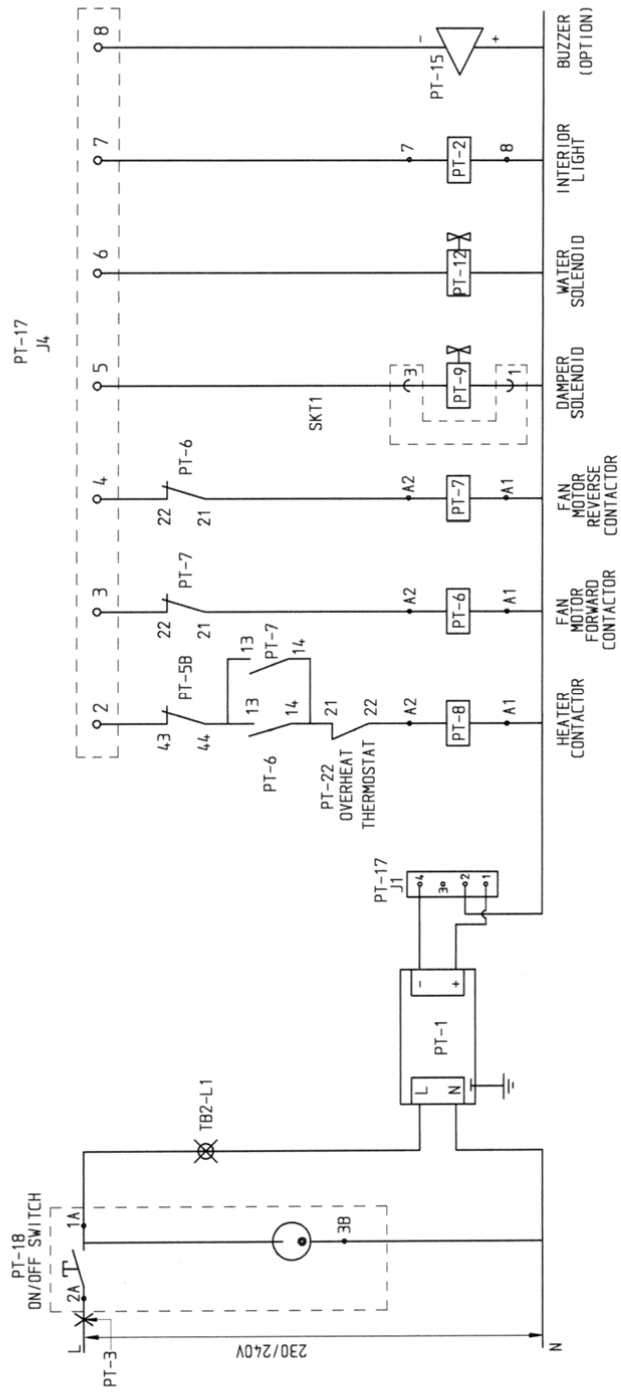 PT-17
J4
2
3
4
5
6
7
8
43
PT-5B
44
22
PT-7
21
22
PT-6
21
13
PT-7
14
13
PT-6
14
21
PT-22
OVERHEAT
THERMOSTAT
22
SKT1
A2
PT-8
A1
A2
PT-6
A1
A2
PT-7
A1
3
PT-9
1
PT-12
7
PT-2
8
PT-15
-
+
HEATER
CONTACTOR
FAN
MOTOR
FORWARD
CONTACTOR
FAN
MOTOR
REVERSE
CONTACTOR
DAMPER
SOLENOID
WATER
SOLENOID
INTERIOR
LIGHT
BUZZER
(OPTION)
PT-18
ON/OFF SWITCH
L
2A
1A
PT-3
3B
230/240V
N
TB2-L1
L
N
PT-1
-
+
PT-17
J1
4
3
2
1